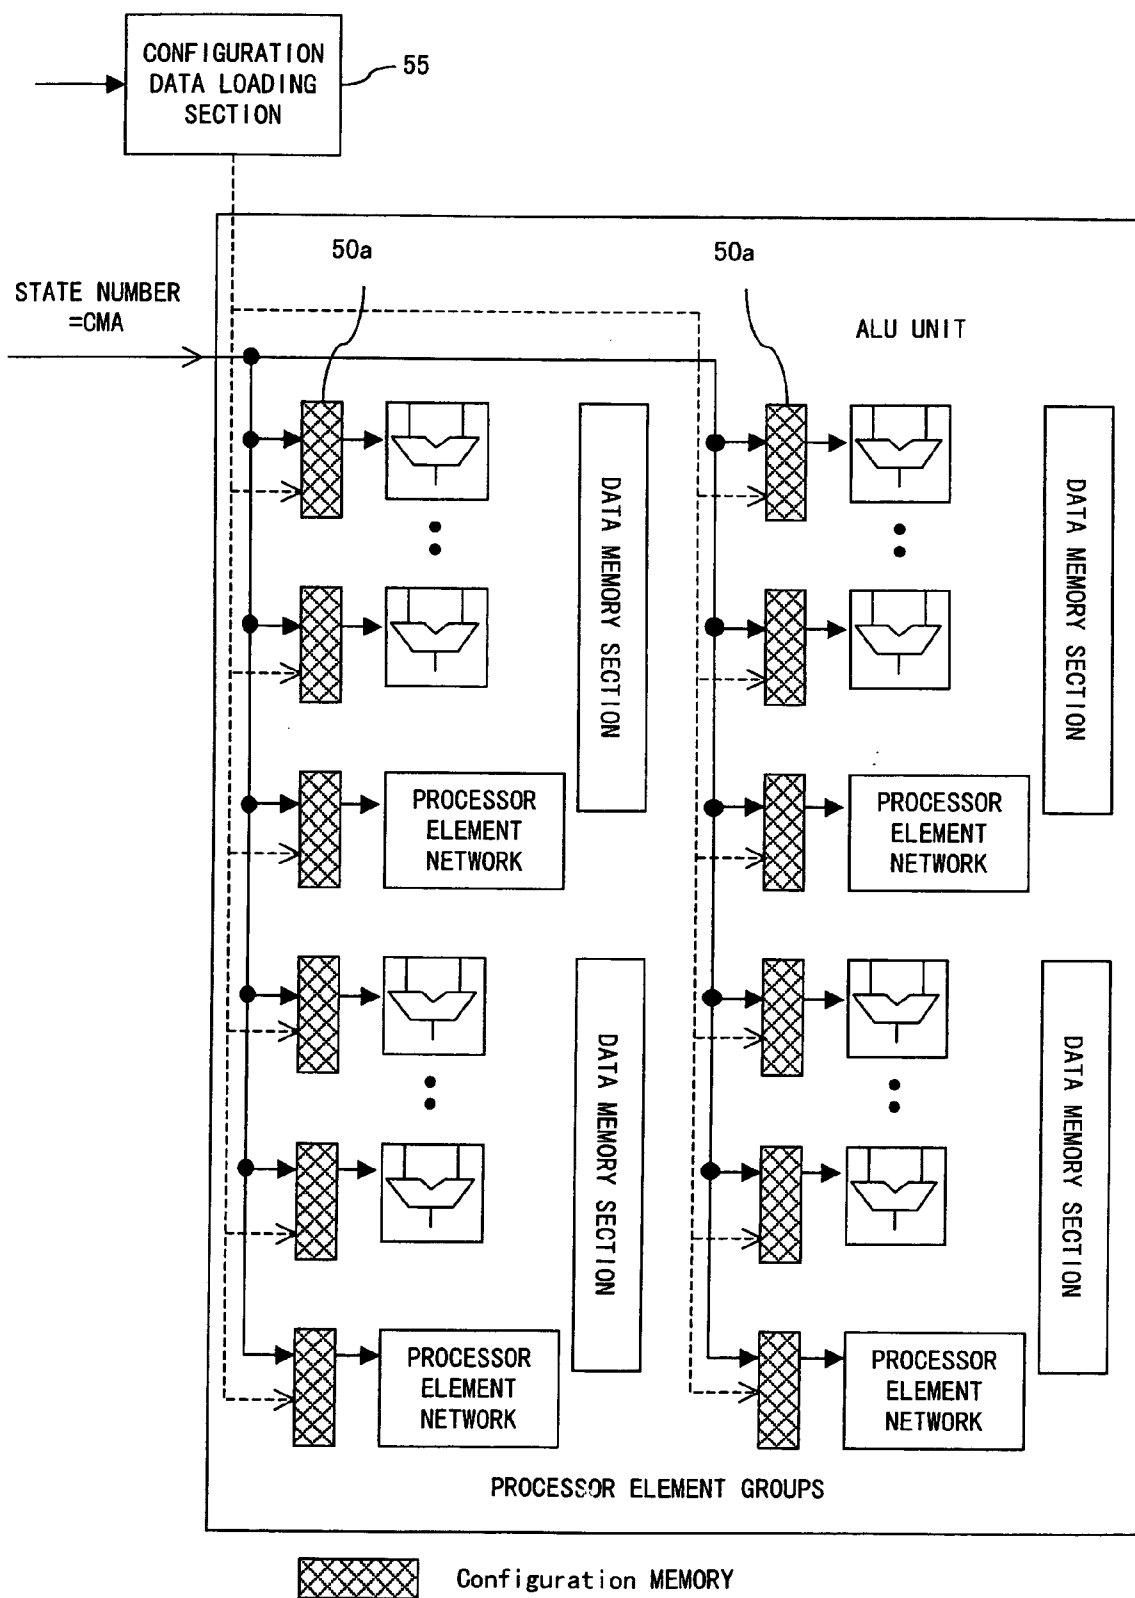 CONFIGURATION
DATA LOADING
SECTION
55
50a
50a
STATE NUMBER
=CMA
ALU UNIT
DATA MEMORY SECTION
DATA MEMORY SECTION
PROCESSOR
ELEMENT
NETWORK
PROCESSOR
ELEMENT
NETWORK
DATA MEMORY SECTION
DATA MEMORY SECTION
PROCESSOR
ELEMENT
NETWORK
PROCESSOR
ELEMENT
NETWORK
PROCESSOR ELEMENT GROUPS
Configuration MEMORY